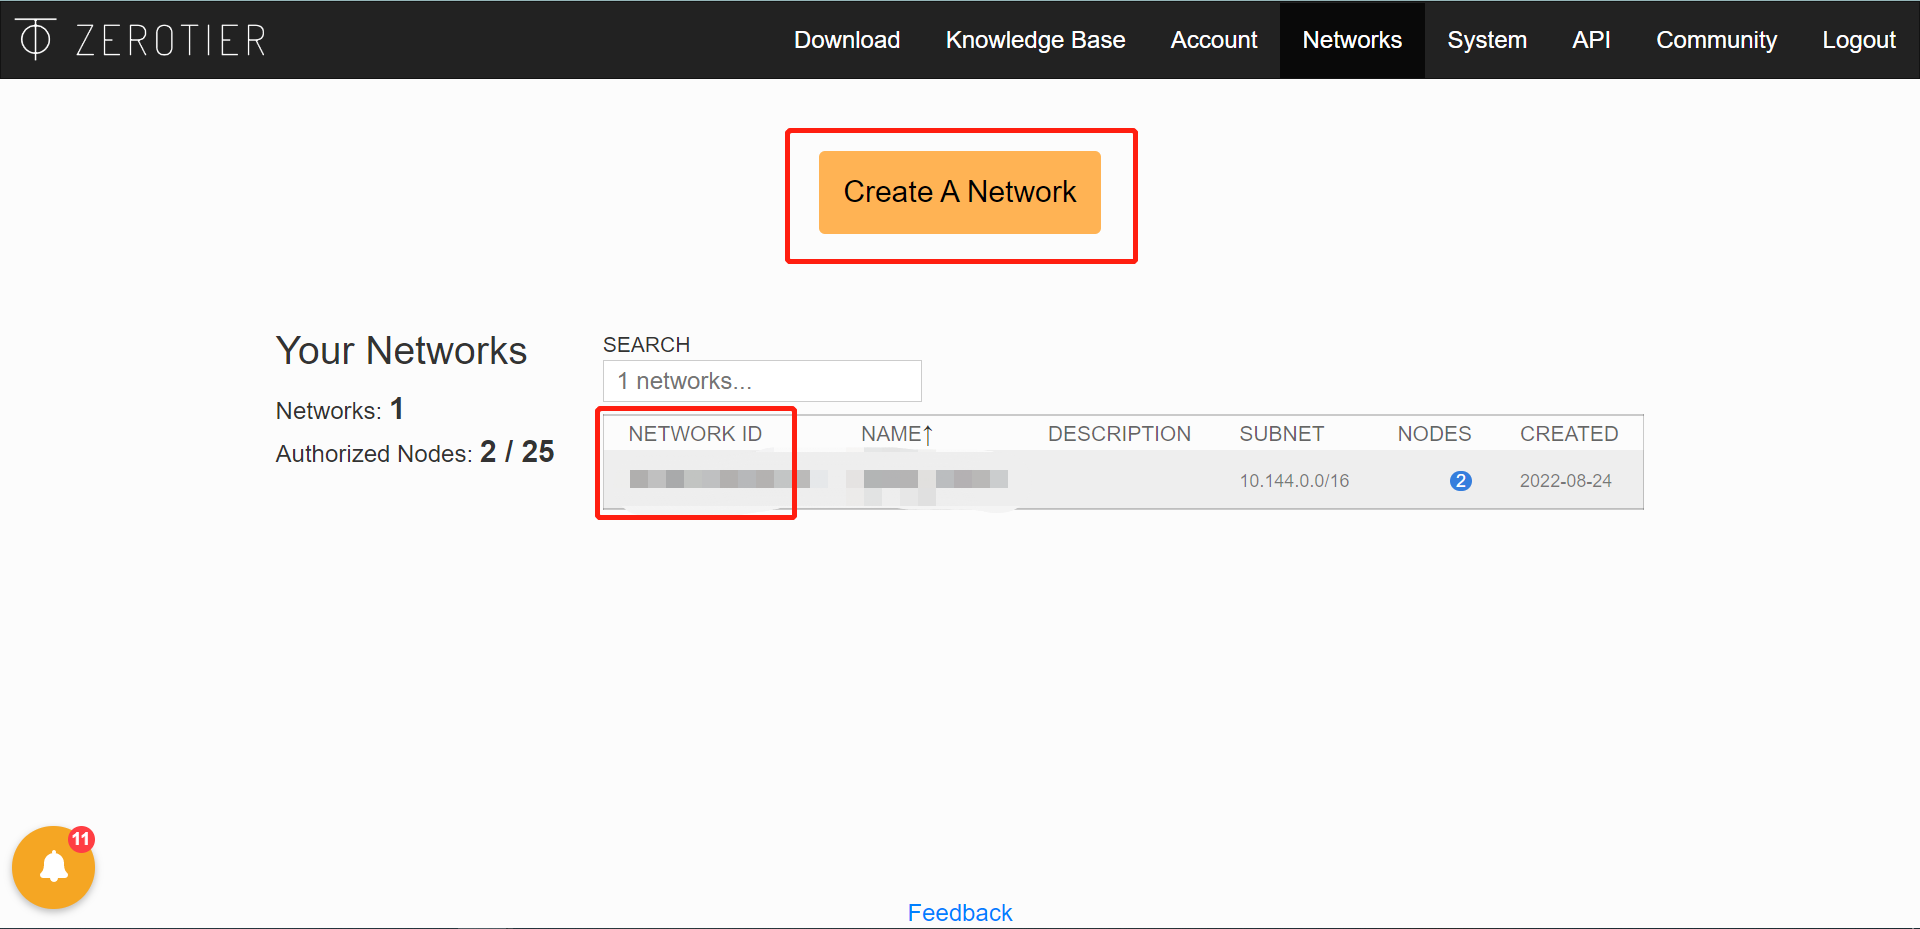 ZEROTIER Download Knowledge Base Account Networks System API Community Logout
Create A Network
Your Networks
Networks: 1
Authorized Nodes: 2 / 25
SEARCH
1 networks...
NETWORK ID NAME↑ DESCRIPTION SUBNET NODES CREATED
10.144.0.0/16 2 2022-08-24
11
Feedback